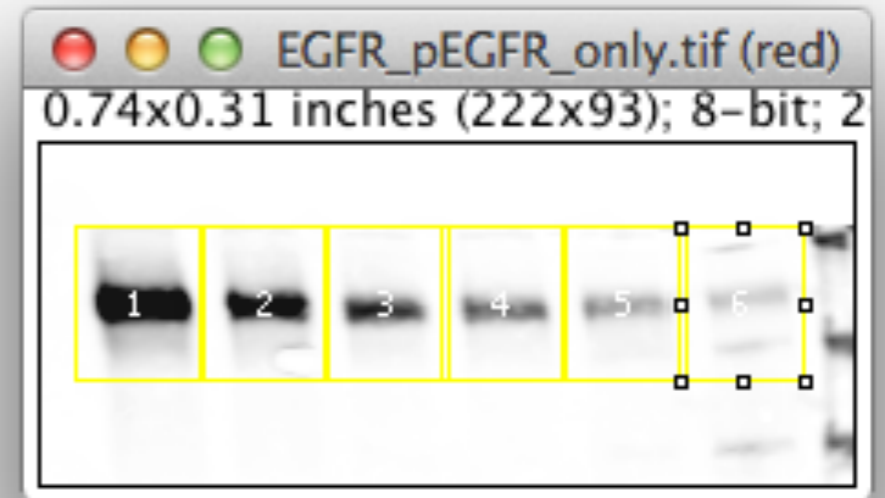 EGFR_pEGFR_only.tif (red)
0.74x0.31 inches (222x93); 8-bit; 2
1 2 3 4 5 6